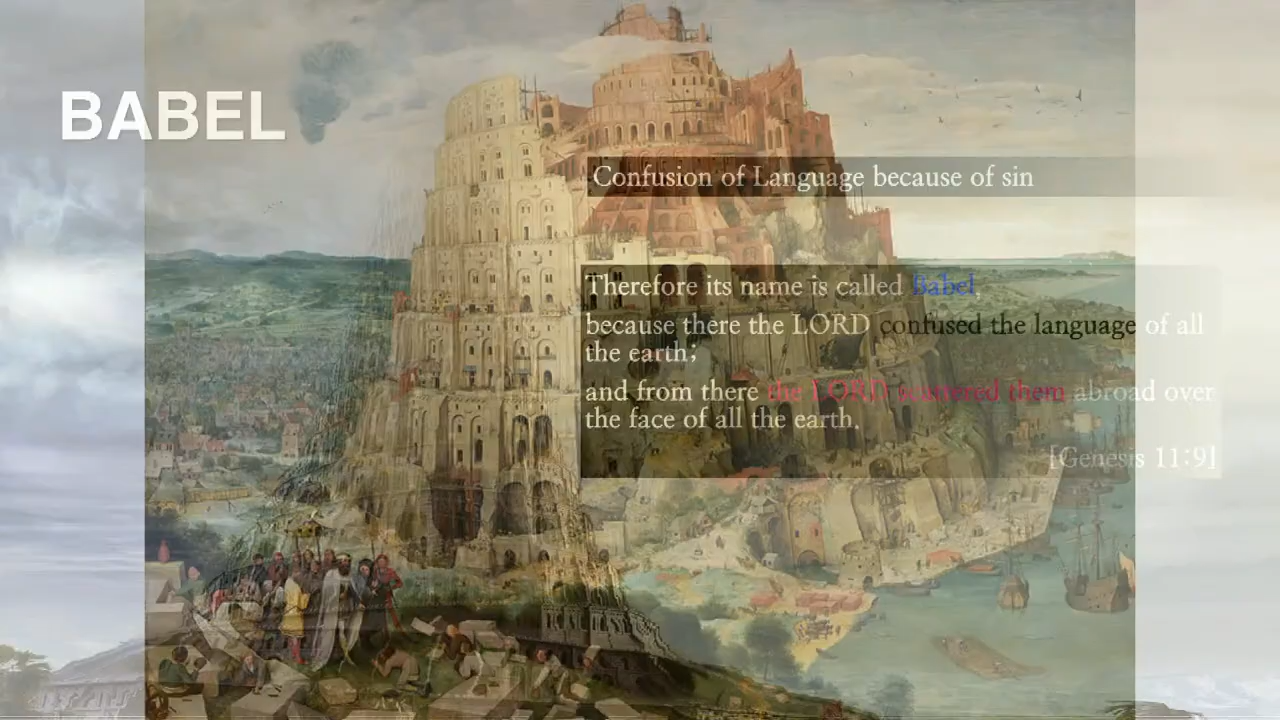 BABEL
Confusion of Language because of sin
Therefore its name is called Babel,
because there the LORD confused the language of all
the earth;
and from there the LORD scattered them abroad over
the face of all the earth.
[Genesis 11:9]